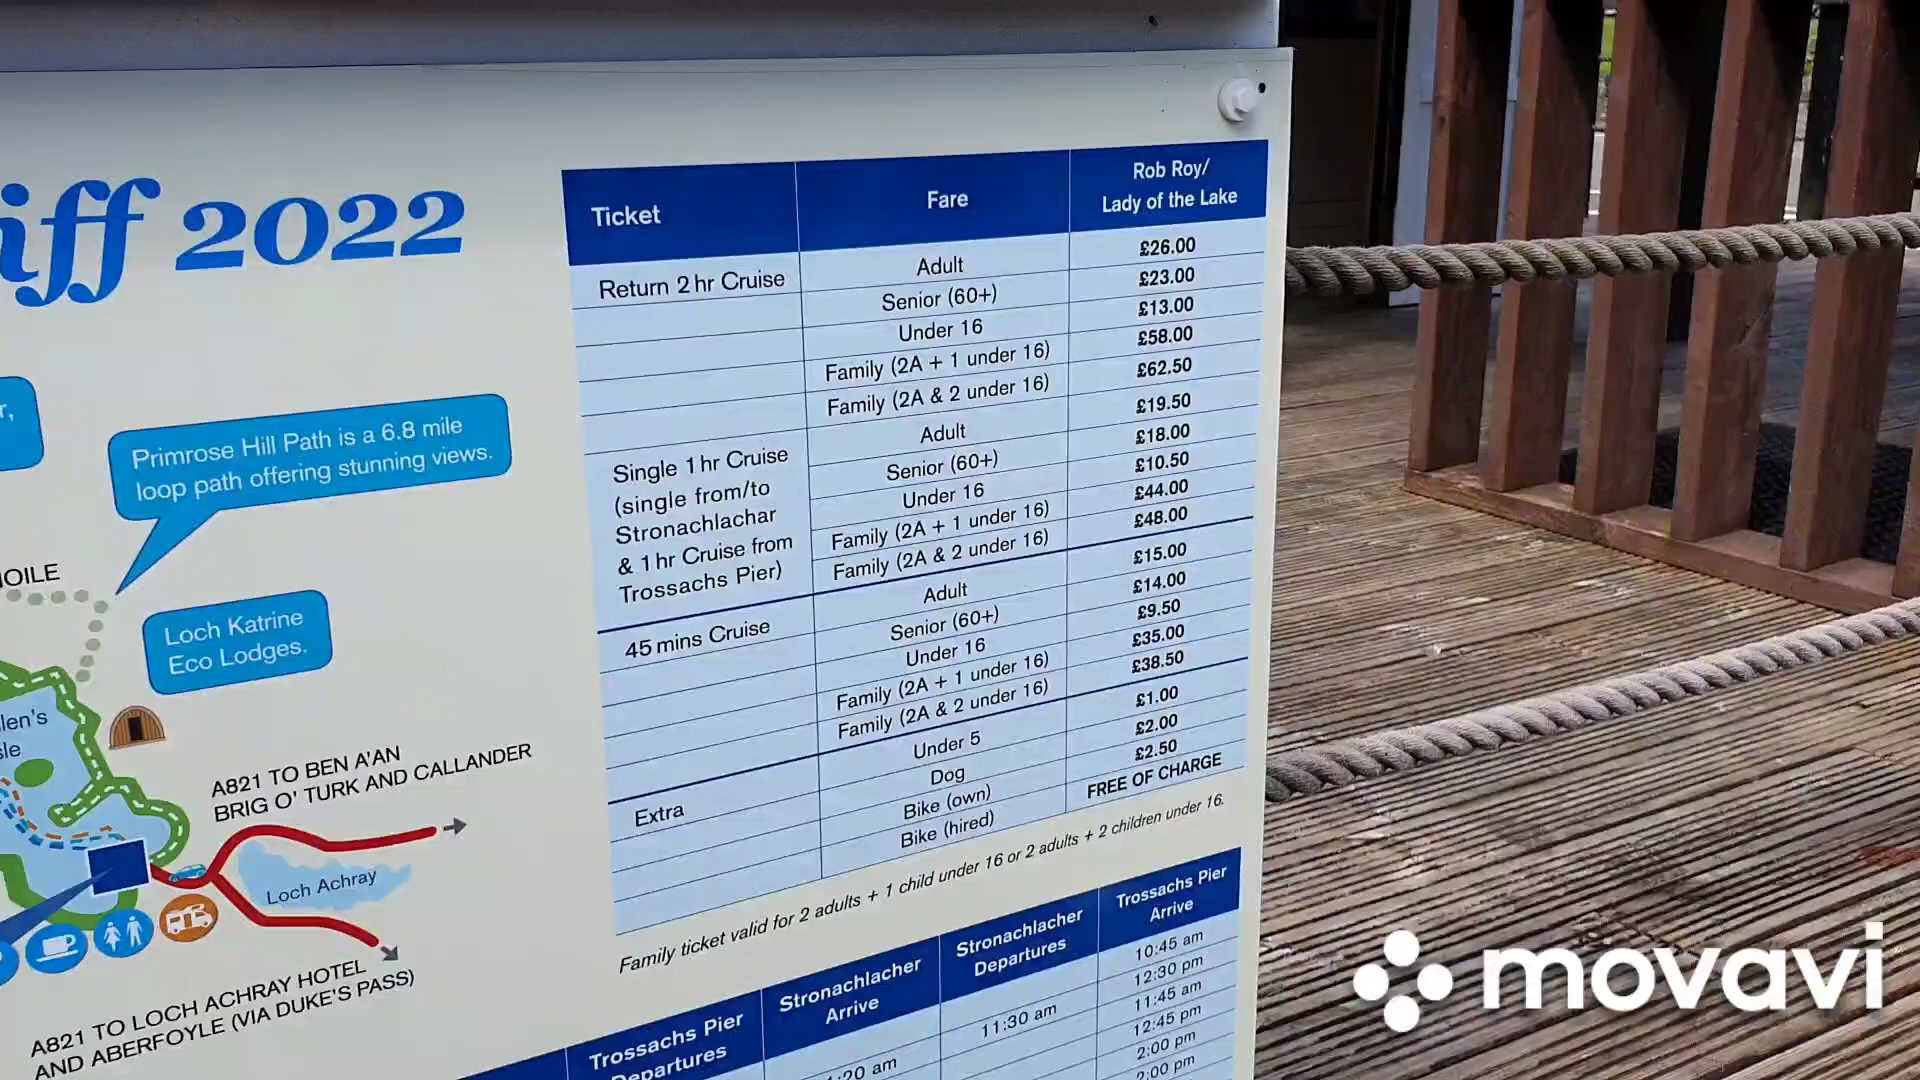 iff 2022
Primrose Hill Path is a 6.8 mile
loop path offering stunning views.
Loch Katrine
Eco Lodges.
A821 TO BEN A'AN
BRIG O' TURK AND CALLANDER
Loch Achray
A821 TO LOCH ACHRAY HOTEL
AND ABERFOYLE (VIA DUKE'S PASS)
Ticket Fare Rob Roy/
Lady of the Lake
Return 2 hr Cruise Adult £26.00
Senior (60+) £23.00
Under 16 £13.00
Family (2A + 1 under 16) £58.00
Family (2A & 2 under 16) £62.50
Single 1 hr Cruise Adult £19.50
(single from/to Senior (60+) £18.00
Stronachlachar Under 16 £10.50
& 1 hr Cruise from Family (2A + 1 under 16) £44.00
Trossachs Pier) Family (2A & 2 under 16) £48.00
45 mins Cruise Adult £15.00
Senior (60+) £14.00
Under 16 £9.50
Family (2A + 1 under 16) £35.00
Family (2A & 2 under 16) £38.50
Extra Under 5 £1.00
Dog £2.00
Bike (own) £2.50
Bike (hired) FREE OF CHARGE
Family ticket valid for 2 adults + 1 child under 16 or 2 adults + 2 children under 16.
Trossachs Pier
Departures
Stronachlacher
Arrive
Stronachlacher
Departures
Trossachs Pier
Arrive
10:45 am
12:30 pm
11:30 am 11:45 am
12:45 pm
2:00 pm
2:00 pm
movavi